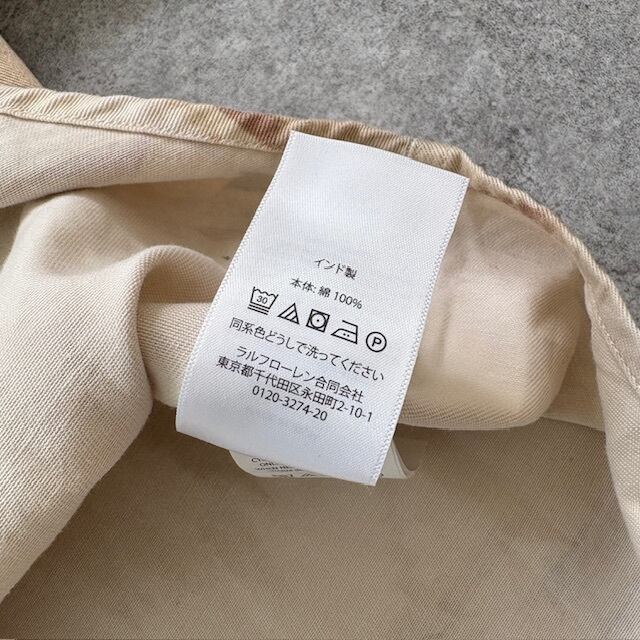 インド製
本体: 綿 100%
30 P
同系色どうしで洗ってください
ラルフローレン合同会社
東京都千代田区永田町2-10-1
0120-3274-20